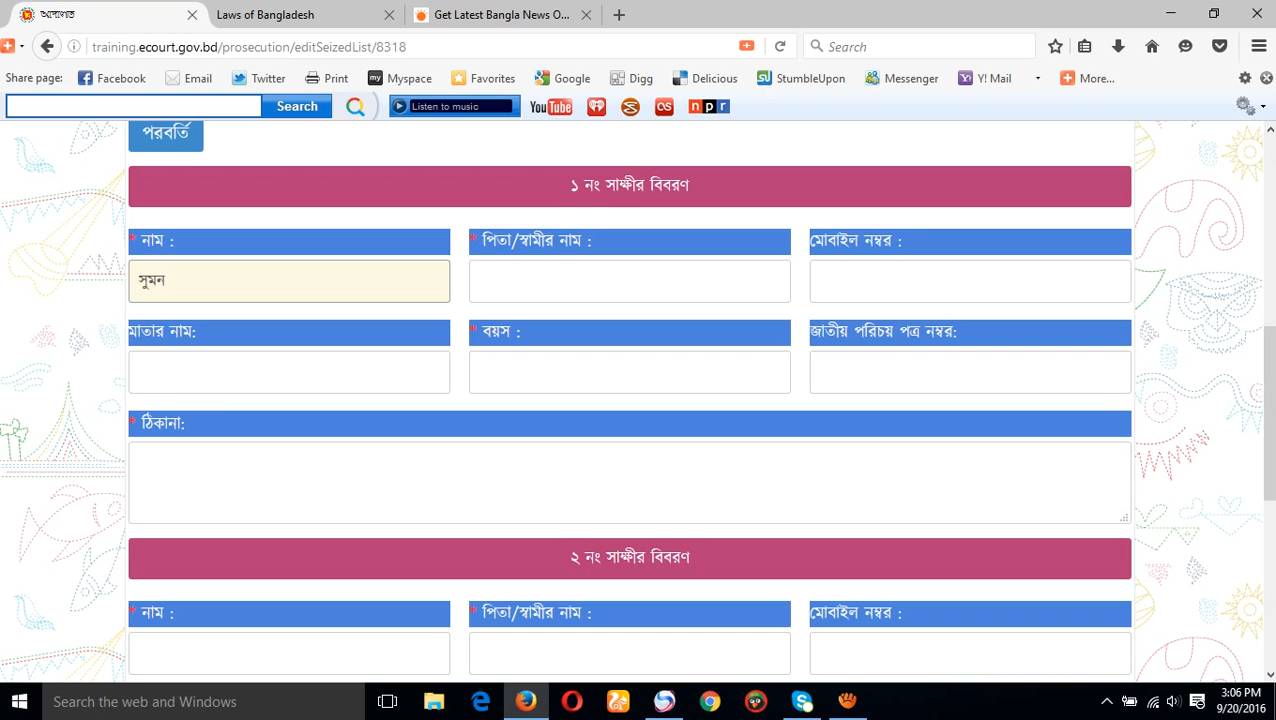 আদালত
Laws of Bangladesh
Get Latest Bangla News O...
training.ecourt.gov.bd/prosecution/editSeizedList/8318
Search
Share page: Facebook Email Twitter Print Myspace Favorites Google Digg Delicious StumbleUpon Messenger Y! Mail More...
Search Listen to music YouTube as npr
পরবর্তি
১ নং সাক্ষীর বিবরণ
* নাম : * পিতা/স্বামীর নাম : মোবাইল নম্বর :
সুমন
মাতার নাম: * বয়স : জাতীয় পরিচয় পত্র নম্বর:
* ঠিকানা:
২ নং সাক্ষীর বিবরণ
* নাম : * পিতা/স্বামীর নাম : মোবাইল নম্বর :
Search the web and Windows
3:06 PM
9/20/2016